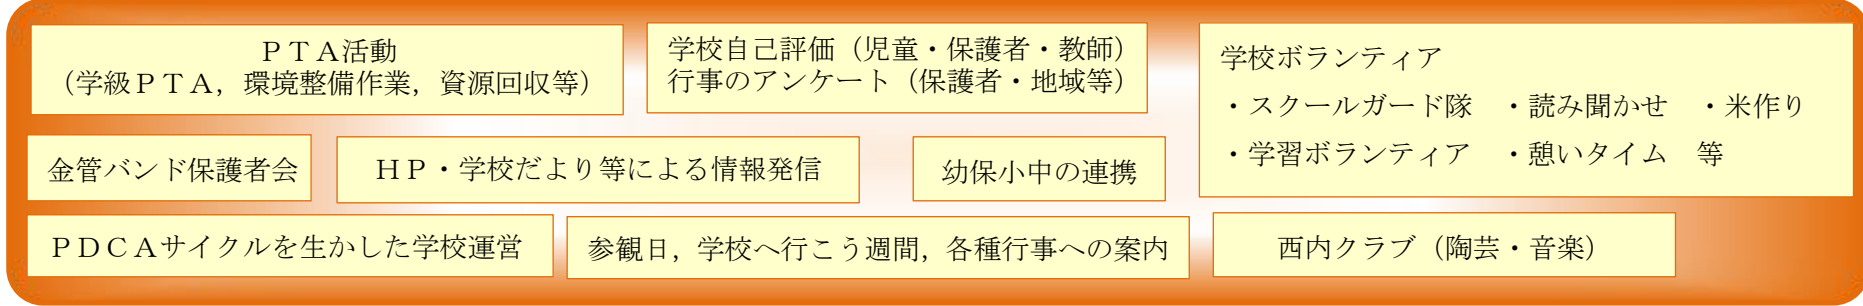 ＰＴＡ活動
（学級ＰＴＡ，環境整備作業，資源回収等）
学校自己評価（児童・保護者・教師）
行事のアンケート（保護者・地域等）
学校ボランティア
・スクールガード隊　・読み聞かせ　・米作り
・学習ボランティア　・憩いタイム　等
金管バンド保護者会
ＨＰ・学校だより等による情報発信
幼保小中の連携
ＰＤＣＡサイクルを生かした学校運営
参観日，学校へ行こう週間，各種行事への案内
西内クラブ（陶芸・音楽）